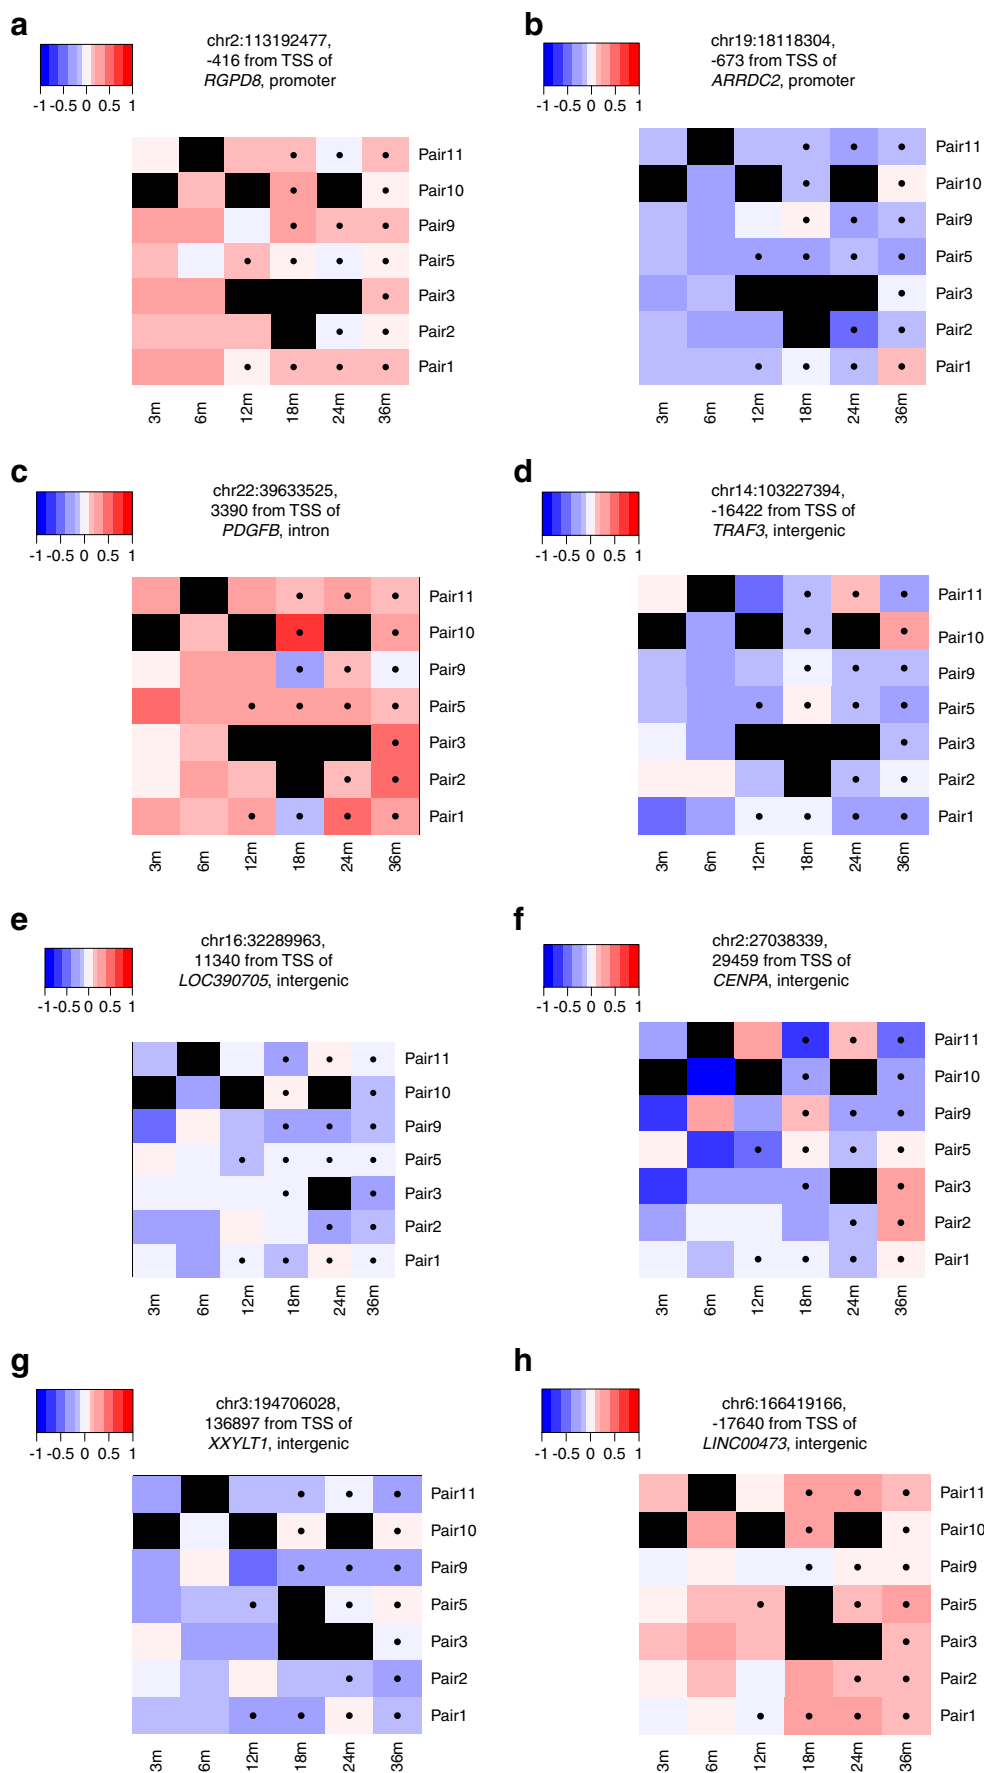 a
chr2:113192477,
-416 from TSS of
RGPD8, promoter
-1 -0.5 0 0.5 1
Pair11
Pair10
Pair9
Pair5
Pair3
Pair2
Pair1
3m 6m 12m 18m 24m 36m
b
chr19:18118304,
-673 from TSS of
ARRDC2, promoter
-1 -0.5 0 0.5 1
Pair11
Pair10
Pair9
Pair5
Pair3
Pair2
Pair1
3m 6m 12m 18m 24m 36m
c
chr22:39633525,
3390 from TSS of
PDGFB, intron
-1 -0.5 0 0.5 1
Pair11
Pair10
Pair9
Pair5
Pair3
Pair2
Pair1
3m 6m 12m 18m 24m 36m
d
chr14:103227394,
-16422 from TSS of
TRAF3, intergenic
-1 -0.5 0 0.5 1
Pair11
Pair10
Pair9
Pair5
Pair3
Pair2
Pair1
3m 6m 12m 18m 24m 36m
e
chr16:32289963,
11340 from TSS of
LOC390705, intergenic
-1 -0.5 0 0.5 1
Pair11
Pair10
Pair9
Pair5
Pair3
Pair2
Pair1
3m 6m 12m 18m 24m 36m
f
chr2:27038339,
29459 from TSS of
CENPA, intergenic
-1 -0.5 0 0.5 1
Pair11
Pair10
Pair9
Pair5
Pair3
Pair2
Pair1
3m 6m 12m 18m 24m 36m
g
chr3:194706028,
136897 from TSS of
XXYLT1, intergenic
-1 -0.5 0 0.5 1
Pair11
Pair10
Pair9
Pair5
Pair3
Pair2
Pair1
3m 6m 12m 18m 24m 36m
h
chr6:166419166,
-17640 from TSS of
LINC00473, intergenic
-1 -0.5 0 0.5 1
Pair11
Pair10
Pair9
Pair5
Pair3
Pair2
Pair1
3m 6m 12m 18m 24m 36m